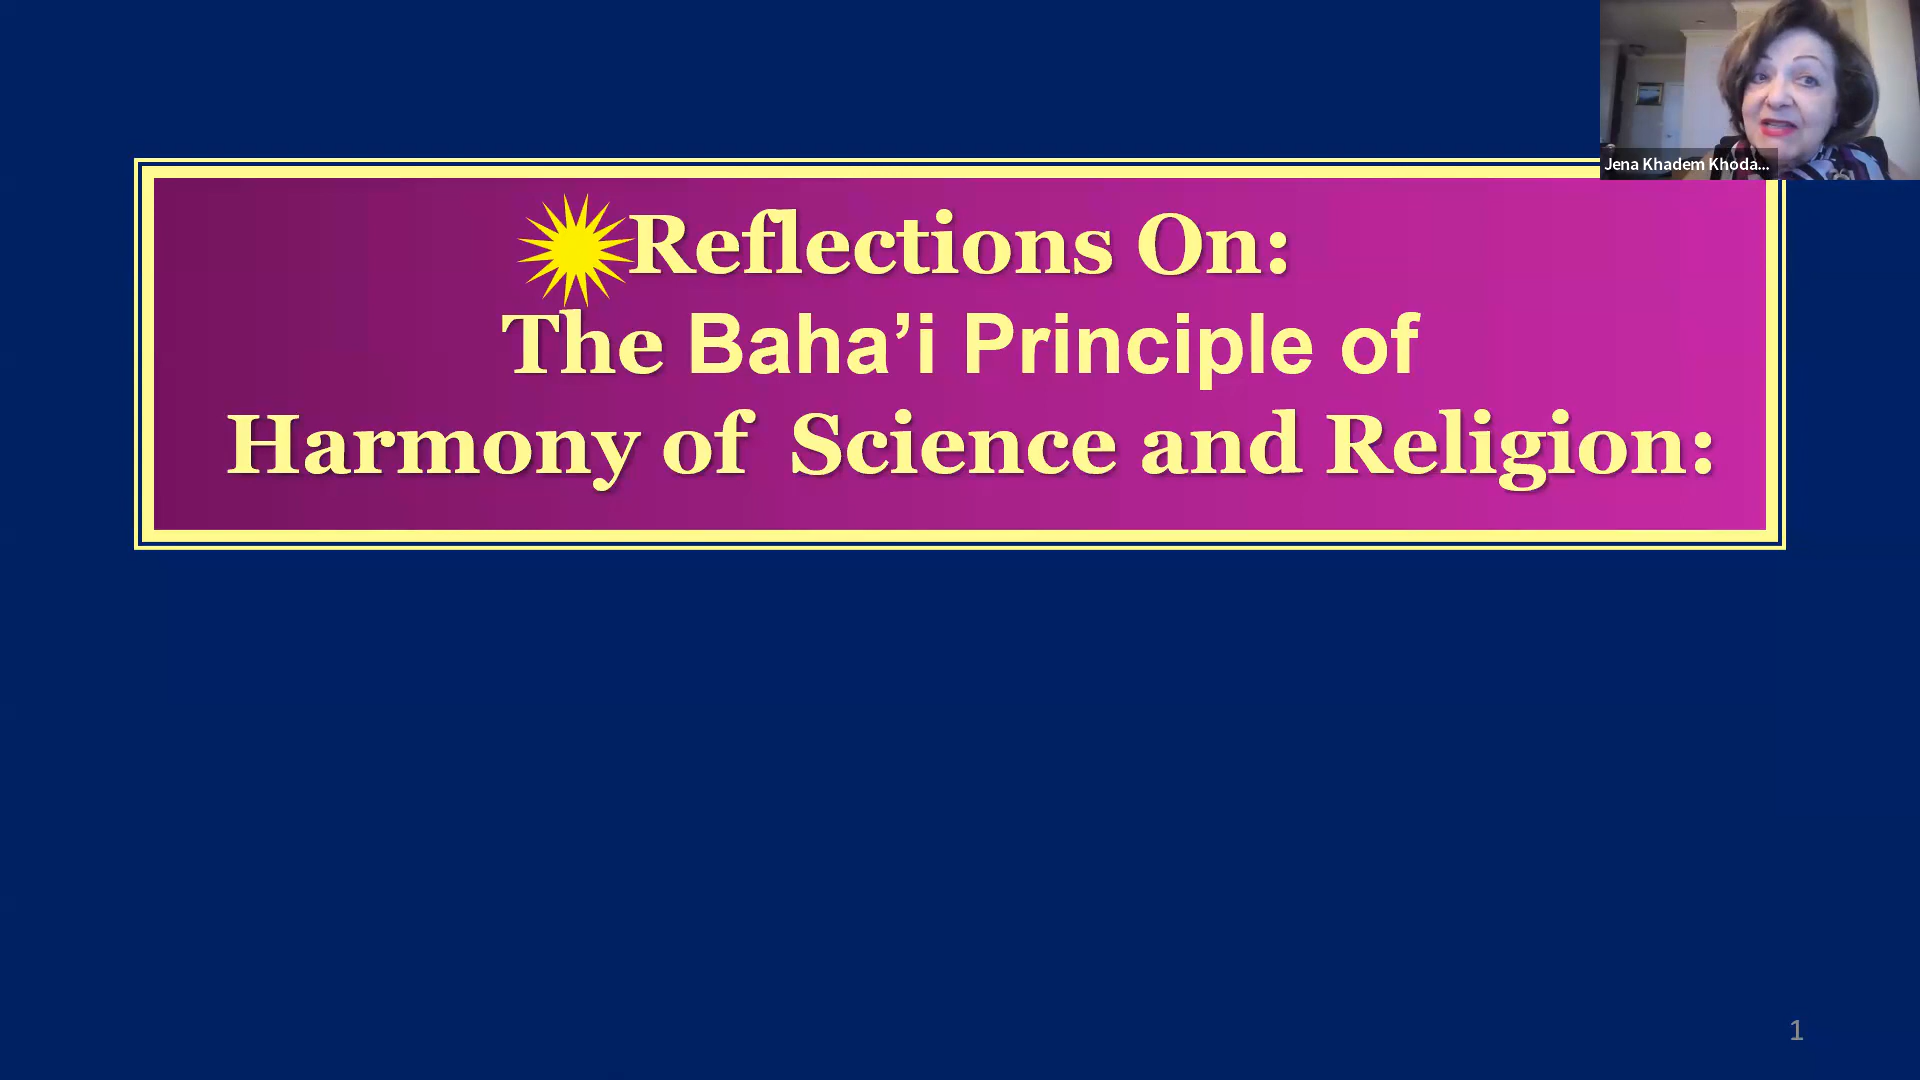 Jena Khadem Khoda...
Reflections On:
The Baha’i Principle of
Harmony of Science and Religion:
1